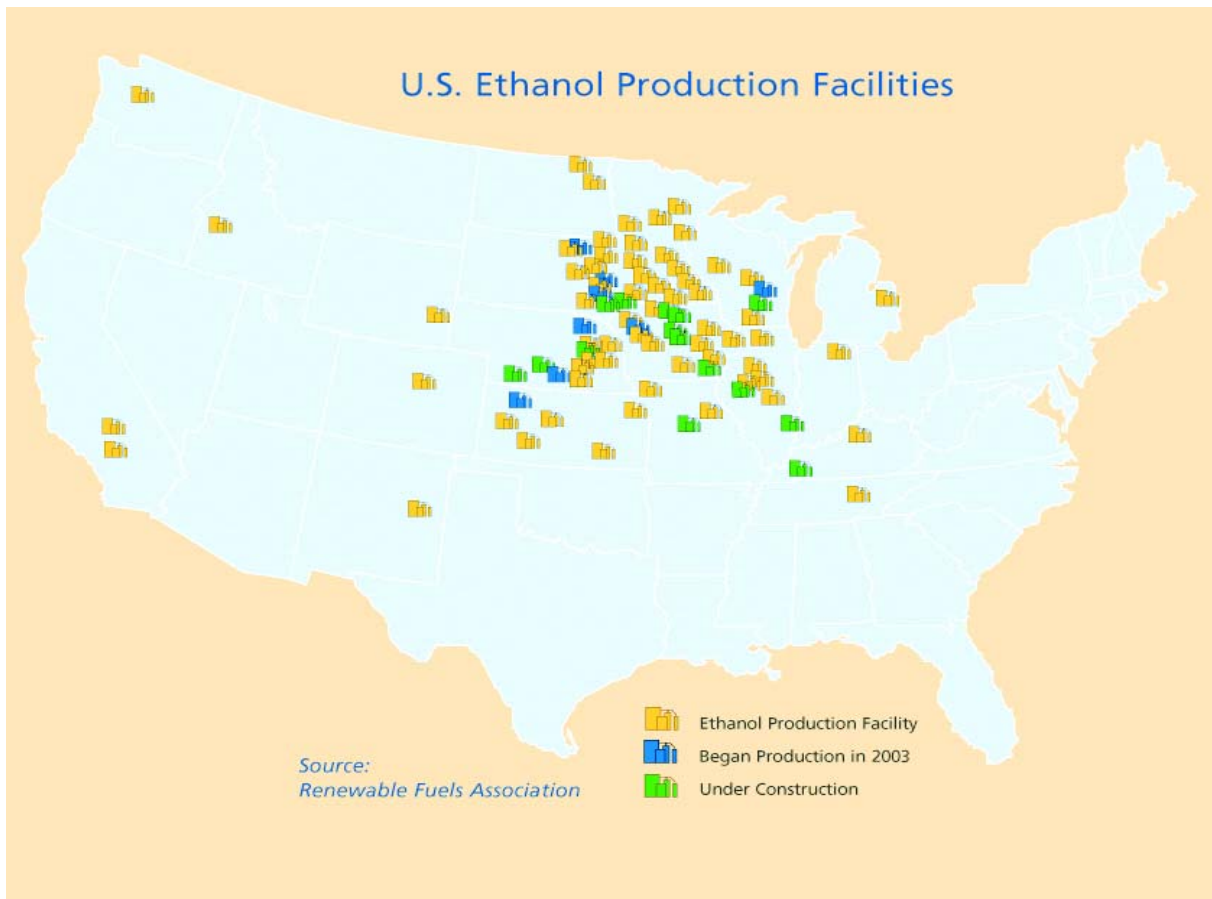 U.S. Ethanol Production Facilities
Ethanol Production Facility
Began Production in 2003
Under Construction
Source:
Renewable Fuels Association